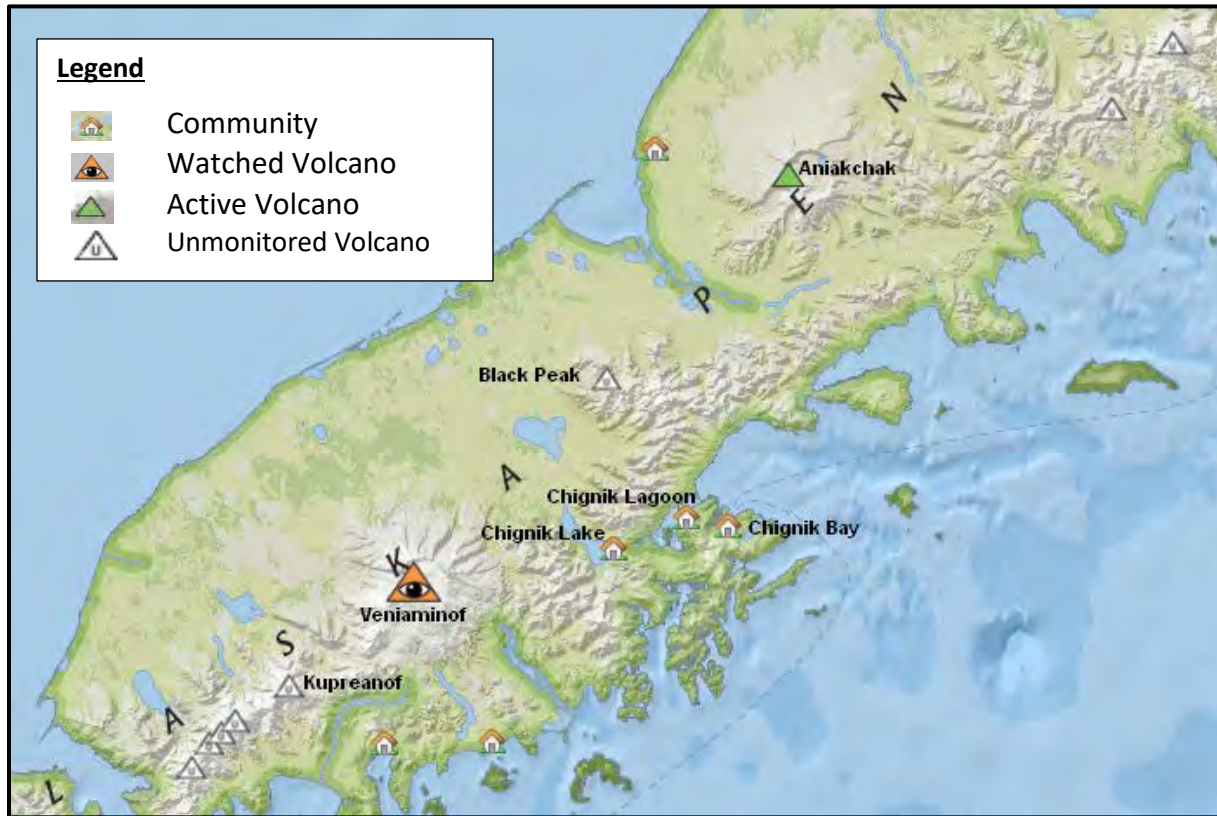 Legend
Community
Watched Volcano
Active Volcano
U Unmonitored Volcano
N
Aniakchak
E
P
Black Peak
A
Chignik Lagoon
Chignik Lake
Chignik Bay
K
Veniaminof
S
Kupreanof
A
L